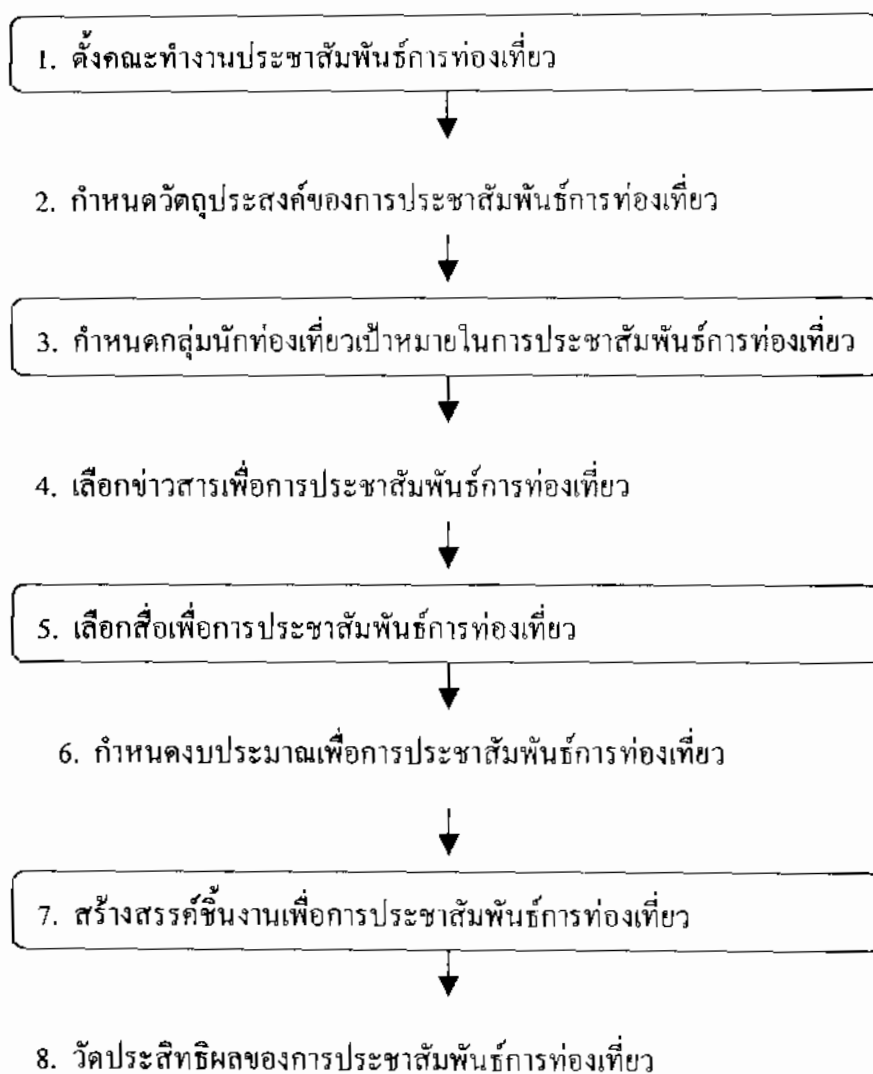 1. ตั้งคณะทำงานประชาสัมพันธ์การท่องเที่ยว
2. กำหนดวัตถุประสงค์ของการประชาสัมพันธ์การท่องเที่ยว
3. กำหนดกลุ่มนักท่องเที่ยวเป้าหมายในการประชาสัมพันธ์การท่องเที่ยว
4. เลือกข่าวสารเพื่อการประชาสัมพันธ์การท่องเที่ยว
5. เลือกสื่อเพื่อการประชาสัมพันธ์การท่องเที่ยว
6. กำหนดงบประมาณเพื่อการประชาสัมพันธ์การท่องเที่ยว
7. สร้างสรรค์ชิ้นงานเพื่อการประชาสัมพันธ์การท่องเที่ยว
8. วัดประสิทธิผลของการประชาสัมพันธ์การท่องเที่ยว